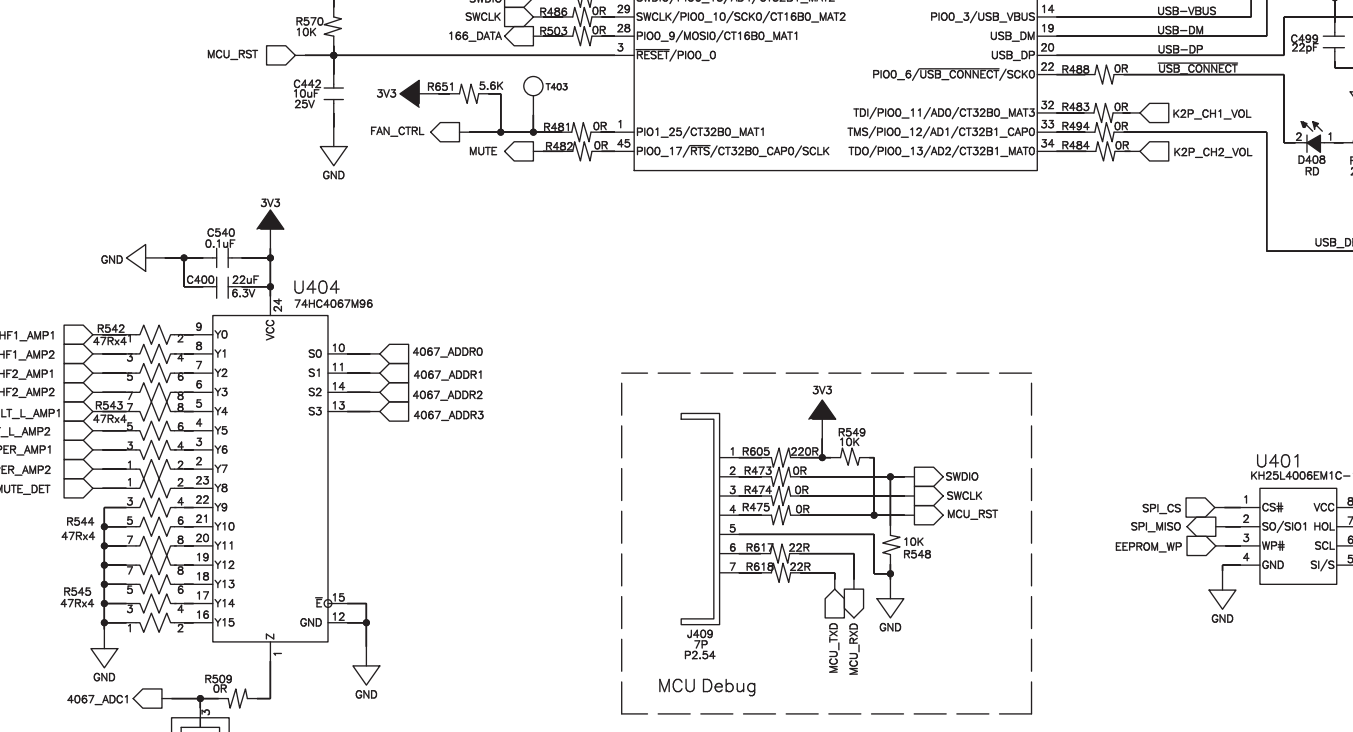 R570
10K
MCU_RST
C442
10uF
25V
GND
SWCLK
R486
0R
29
SWCLK/PIO0_10/SCK0/CT16B0_MAT2
166_DATA
R503
0R
28
PIO0_9/MOSI0/CT16B0_MAT1
3
RESET/PIO0_0
3V3
R651
5.6K
T403
FAN_CTRL
R481
0R
1
PIO1_25/CT32B0_MAT1
MUTE
R482
0R
45
PIO0_17/RTS/CT32B0_CAP0/SCLK
PIO0_3/USB_VBUS
14
USB-VBUS
USB_DM
19
USB-DM
USB_DP
20
USB-DP
PIO0_6/USB_CONNECT/SCK0
22
R488
0R
USB_CONNECT
TDI/PIO0_11/AD0/CT32B0_MAT3
32
R483
0R
K2P_CH1_VOL
TMS/PIO0_12/AD1/CT32B1_CAP0
33
R494
0R
TDO/PIO0_13/AD2/CT32B1_MAT0
34
R484
0R
K2P_CH2_VOL
C499
22pF
2
1
D408
RD
3V3
C540
0.1uF
GND
C400
22uF
6.3V
24
U404
74HC4067M96
VCC
HF1_AMP1
R542
47Rx4
1
2
9
Y0
HF1_AMP2
3
4
8
Y1
HF2_AMP1
5
6
7
Y2
HF2_AMP2
7
8
6
Y3
LT_L_AMP1
R543
47Rx4
7
8
5
Y4
T_L_AMP2
5
6
4
Y5
PER_AMP1
3
4
3
Y6
PER_AMP2
1
2
2
Y7
MUTE_DET
1
2
23
Y8
3
4
22
Y9
R544
47Rx4
5
6
21
Y10
7
8
20
Y11
7
8
19
Y12
R545
47Rx4
5
6
18
Y13
3
4
17
Y14
1
2
16
Y15
GND
S0
10
4067_ADDR0
S1
11
4067_ADDR1
S2
14
4067_ADDR2
S3
13
4067_ADDR3
E
15
GND
12
GND
Z
1
R509
0R
4067_ADC1
3
3V3
R549
10K
1
R605
220R
2
R473
0R
SWDIO
3
R474
0R
SWCLK
4
R475
0R
MCU_RST
5
10K
R548
6
R617
22R
7
R618
22R
MCU_TXD
MCU_RXD
GND
J409
7P
P2.54
MCU Debug
U401
KH25L4006EM1C-
SPI_CS
1
CS#
VCC
8
SPI_MISO
2
SO/SIO1
HOL
7
EEPROM_WP
3
WP#
SCL
6
4
GND
SI/S
5
GND